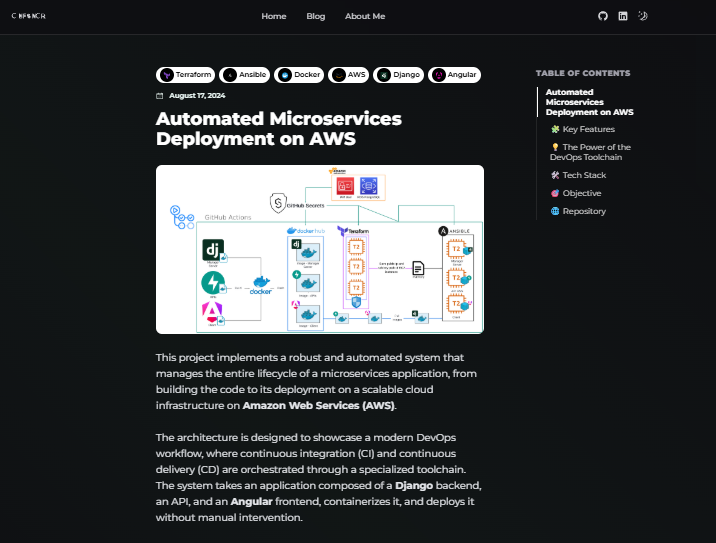 Home Blog About Me
Terraform Ansible Docker AWS Django Angular
August 17, 2024
Automated Microservices
Deployment on AWS
TABLE OF CONTENTS
Automated
Microservices
Deployment on AWS
Key Features
The Power of the
DevOps Toolchain
Tech Stack
Objective
Repository
GitHub Secrets
GitHub Actions
dockerhub
Terraform
ANSIBLE
dj
docker
T2
T2
T2
T2
T2
T2
This project implements a robust and automated system that
manages the entire lifecycle of a microservices application, from
building the code to its deployment on a scalable cloud
infrastructure on Amazon Web Services (AWS).
The architecture is designed to showcase a modern DevOps
workflow, where continuous integration (CI) and continuous
delivery (CD) are orchestrated through a specialized toolchain.
The system takes an application composed of a Django backend,
an API, and an Angular frontend, containerizes it, and deploys it
without manual intervention.